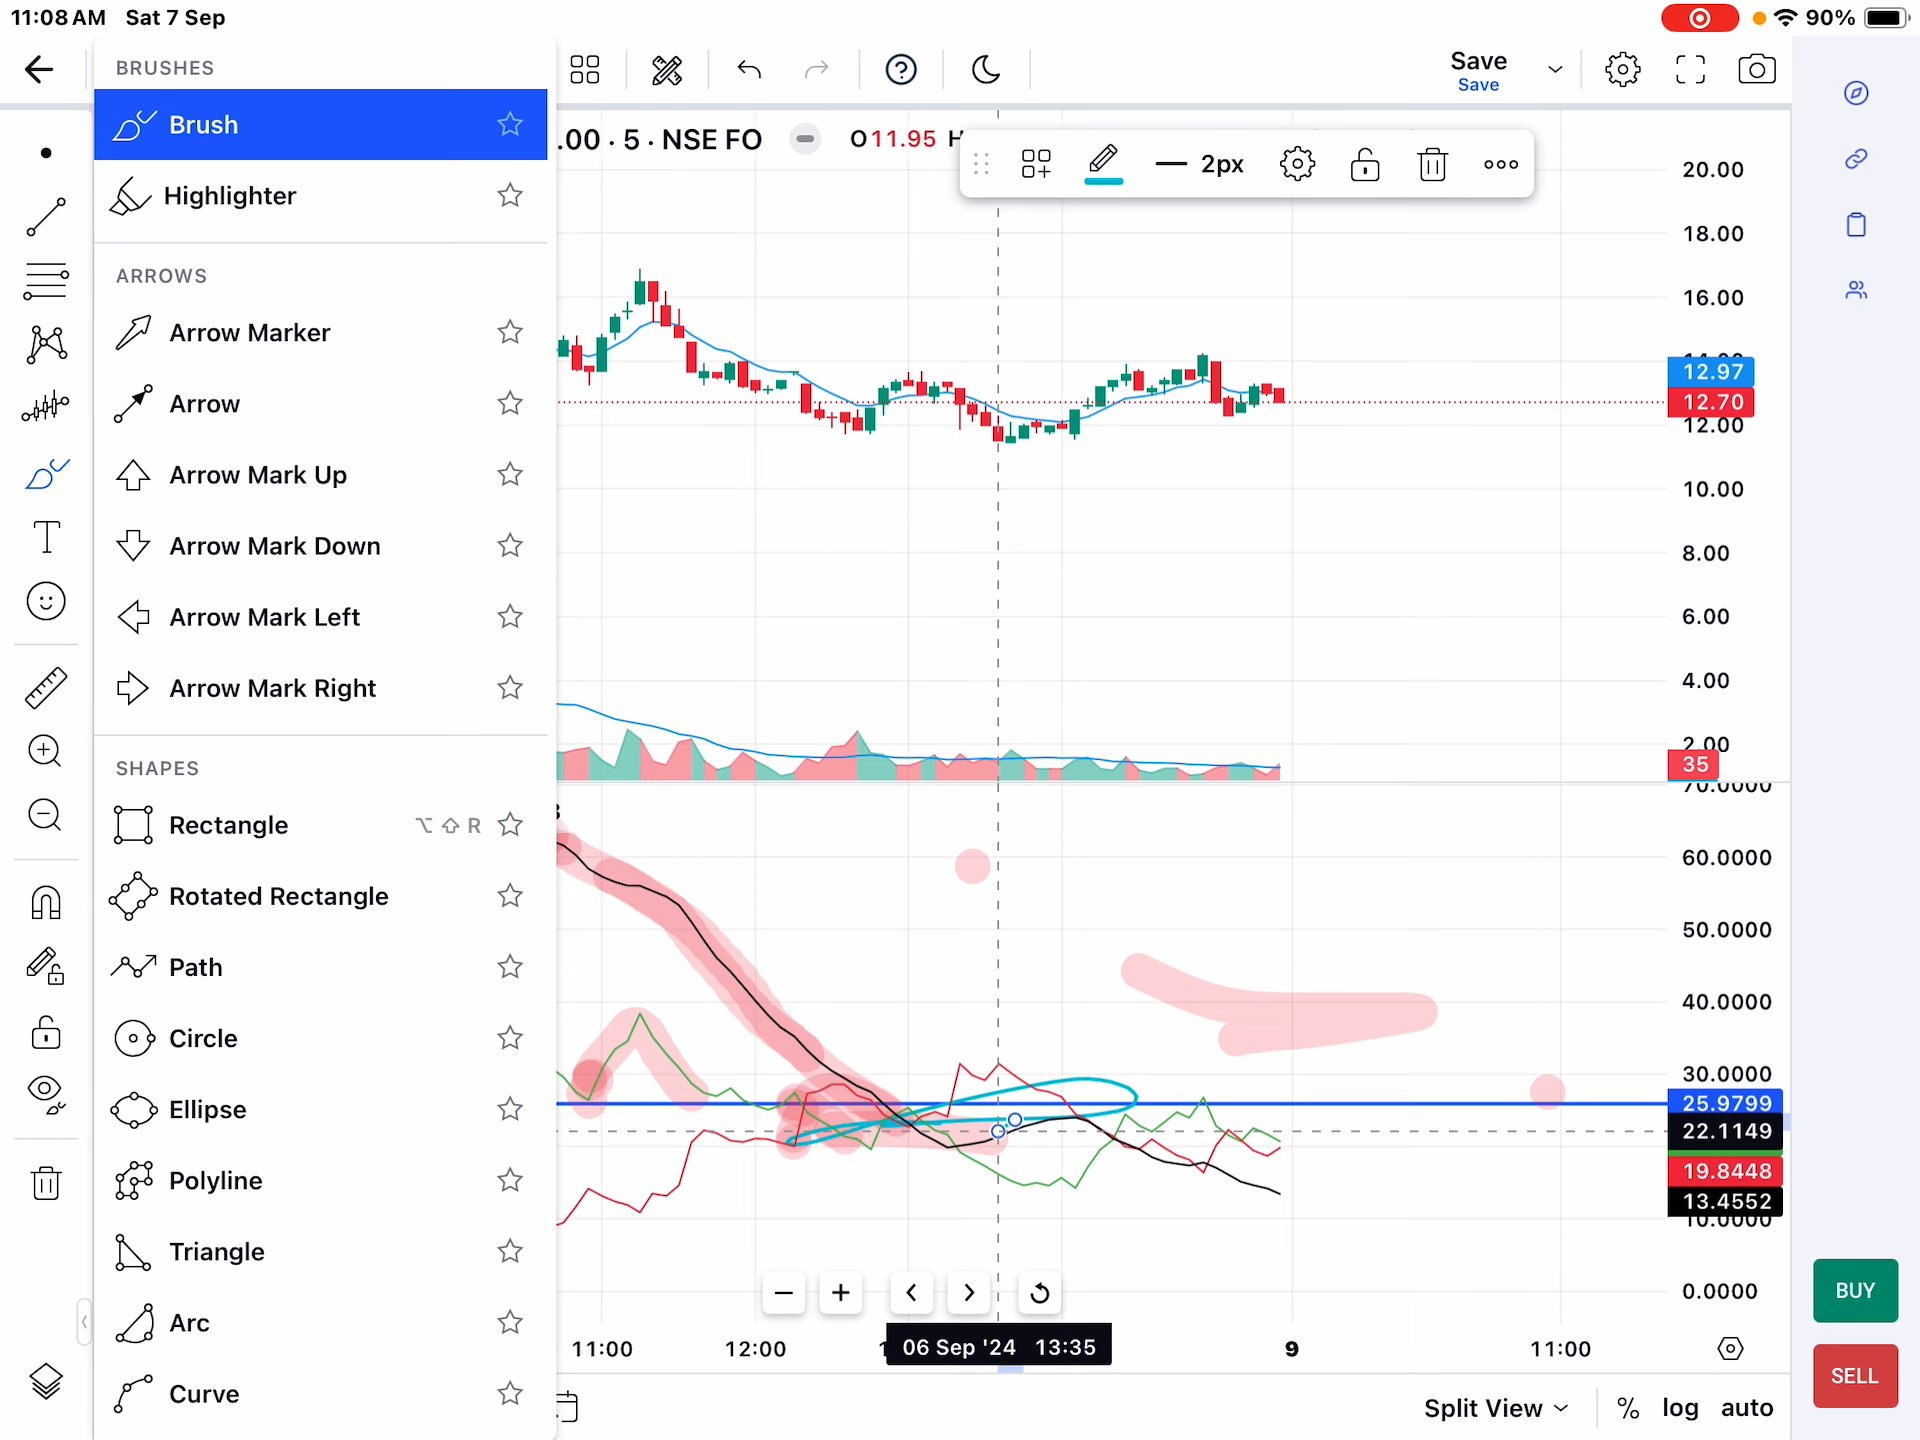 11:08 AM Sat 7 Sep
90%
BRUSHES
Brush
Highlighter
ARROWS
Arrow Marker
Arrow
Arrow Mark Up
Arrow Mark Down
Arrow Mark Left
Arrow Mark Right
SHAPES
Rectangle ⌥ ⇧ R
Rotated Rectangle
Path
Circle
Ellipse
Polyline
Triangle
Arc
Curve
Save
Save
.00 · 5 · NSE FO
O11.95 H
2px
20.00
18.00
16.00
12.97
12.70
12.00
10.00
8.00
6.00
4.00
2.00
35
70.0000
60.0000
50.0000
40.0000
30.0000
25.9799
22.1149
19.8448
13.4552
10.0000
0.0000
11:00
12:00
06 Sep '24 13:35
9
11:00
BUY
SELL
Split View
%
log
auto